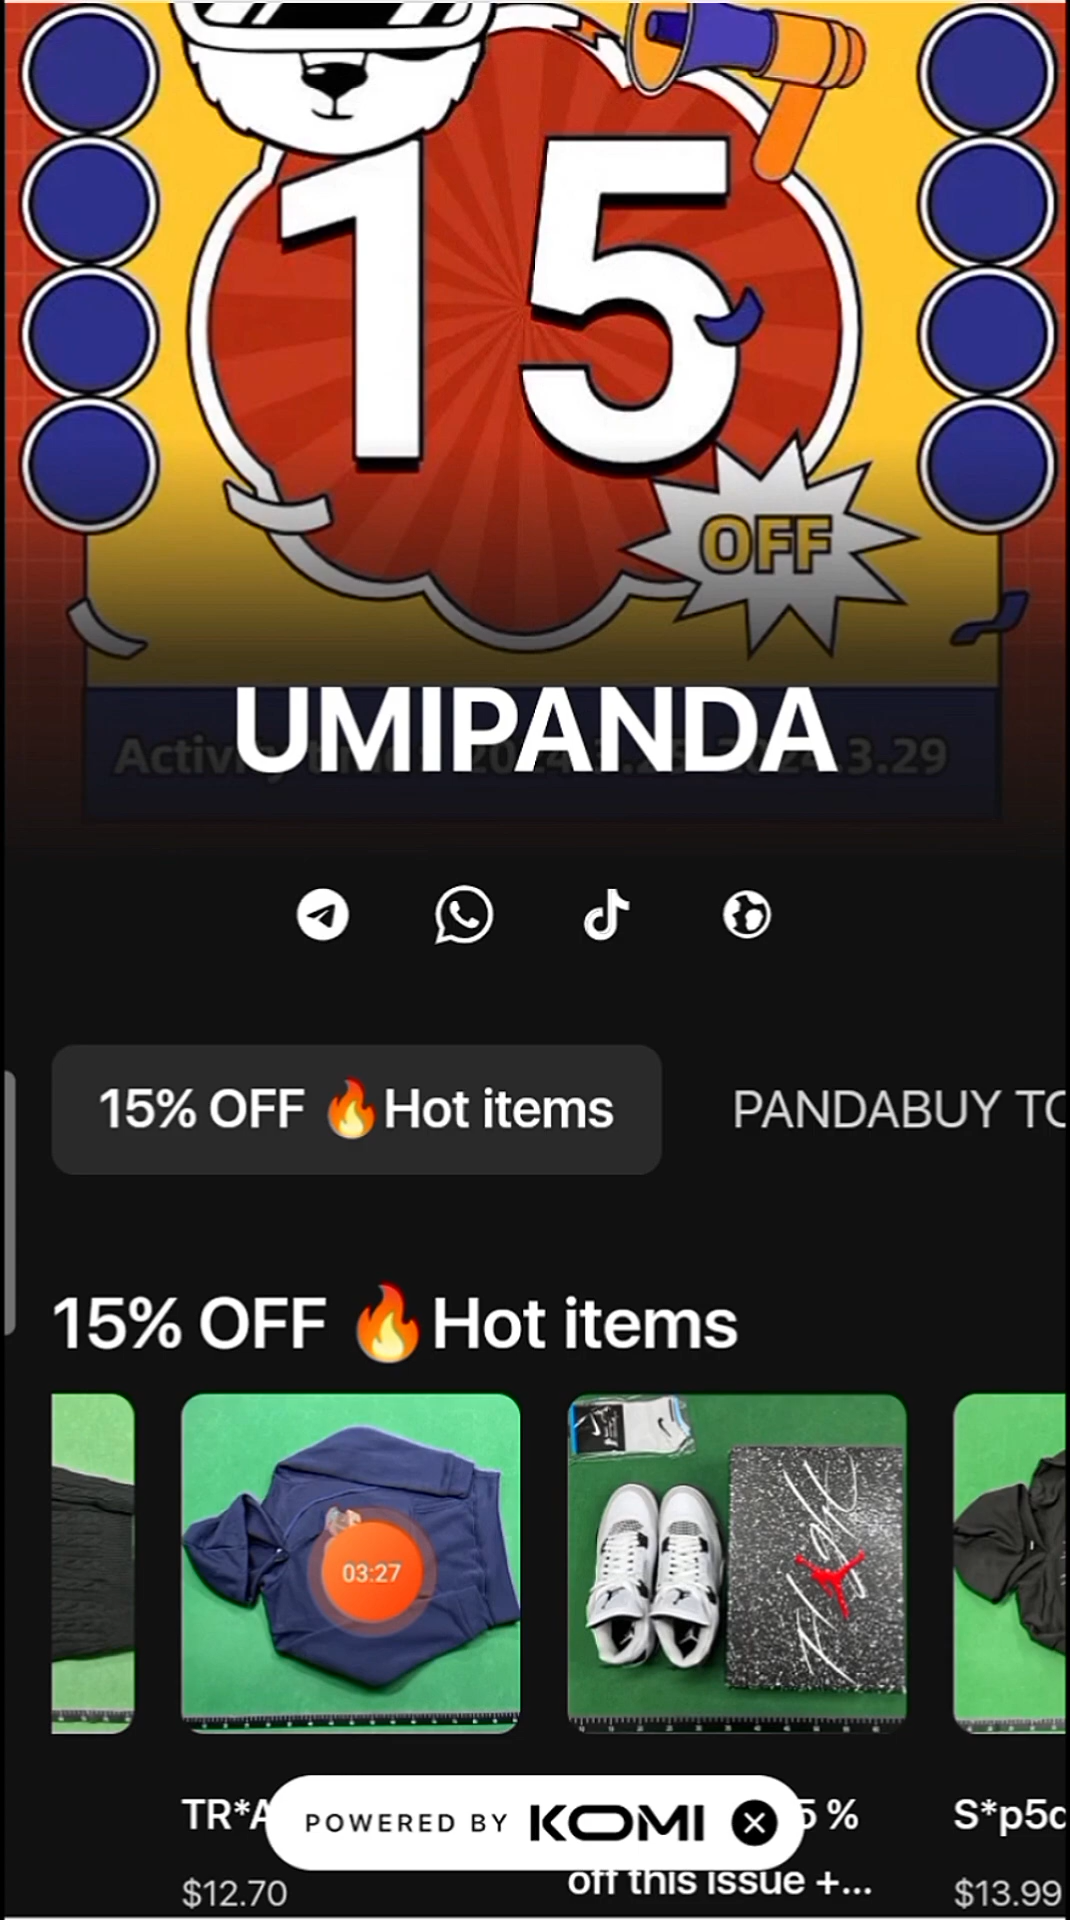 15
OFF
UMIPANDA
3.29
15% OFF 🔥Hot items
PANDABUY TO
15% OFF 🔥Hot items
03:27
TR*A
5 %
S*p5d
POWERED BY KOMI
off this issue +...
$12.70
$13.99